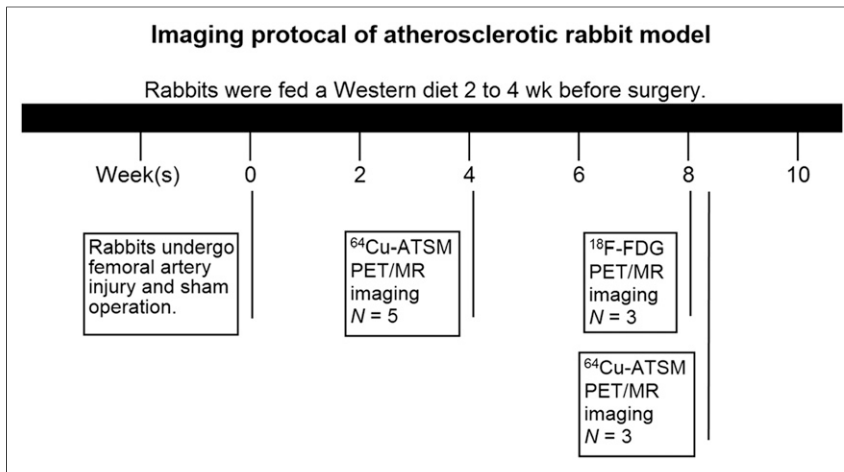 Imaging protocal of atherosclerotic rabbit model
Rabbits were fed a Western diet 2 to 4 wk before surgery.
Week(s) 0 2 4 6 8 10
Rabbits undergo
femoral artery
injury and sham
operation.
⁶⁴Cu-ATSM
PET/MR
imaging
N = 5
¹⁸F-FDG
PET/MR
imaging
N = 3
⁶⁴Cu-ATSM
PET/MR
imaging
N = 3